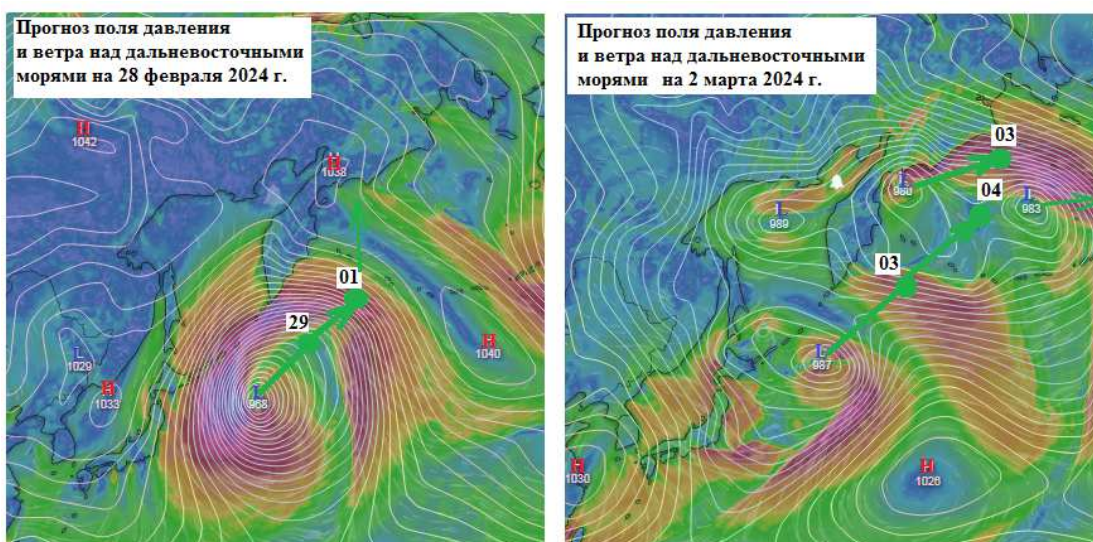 Прогноз поля давления
и ветра над дальневосточными
морями на 28 февраля 2024 г.
H
1042
H
1038
01
29
H
1040
L
1029
H
1033
L
968
Прогноз поля давления
и ветра над дальневосточными
морями на 2 марта 2024 г.
03
L
980
04
L
983
L
989
03
L
987
H
1030
H
1026